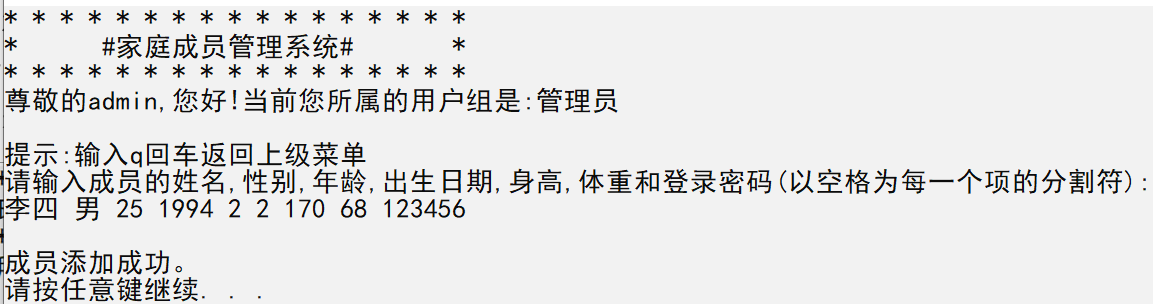 * * * * * * * * * * * * * * * * *
*      #家庭成员管理系统#       *
* * * * * * * * * * * * * * * * *
尊敬的admin,您好!当前您所属的用户组是:管理员
提示:输入q回车返回上级菜单
请输入成员的姓名,性别,年龄,出生日期,身高,体重和登录密码(以空格为每一个项的分割符):
李四 男 25 1994 2 2 170 68 123456
成员添加成功。
请按任意键继续. . .